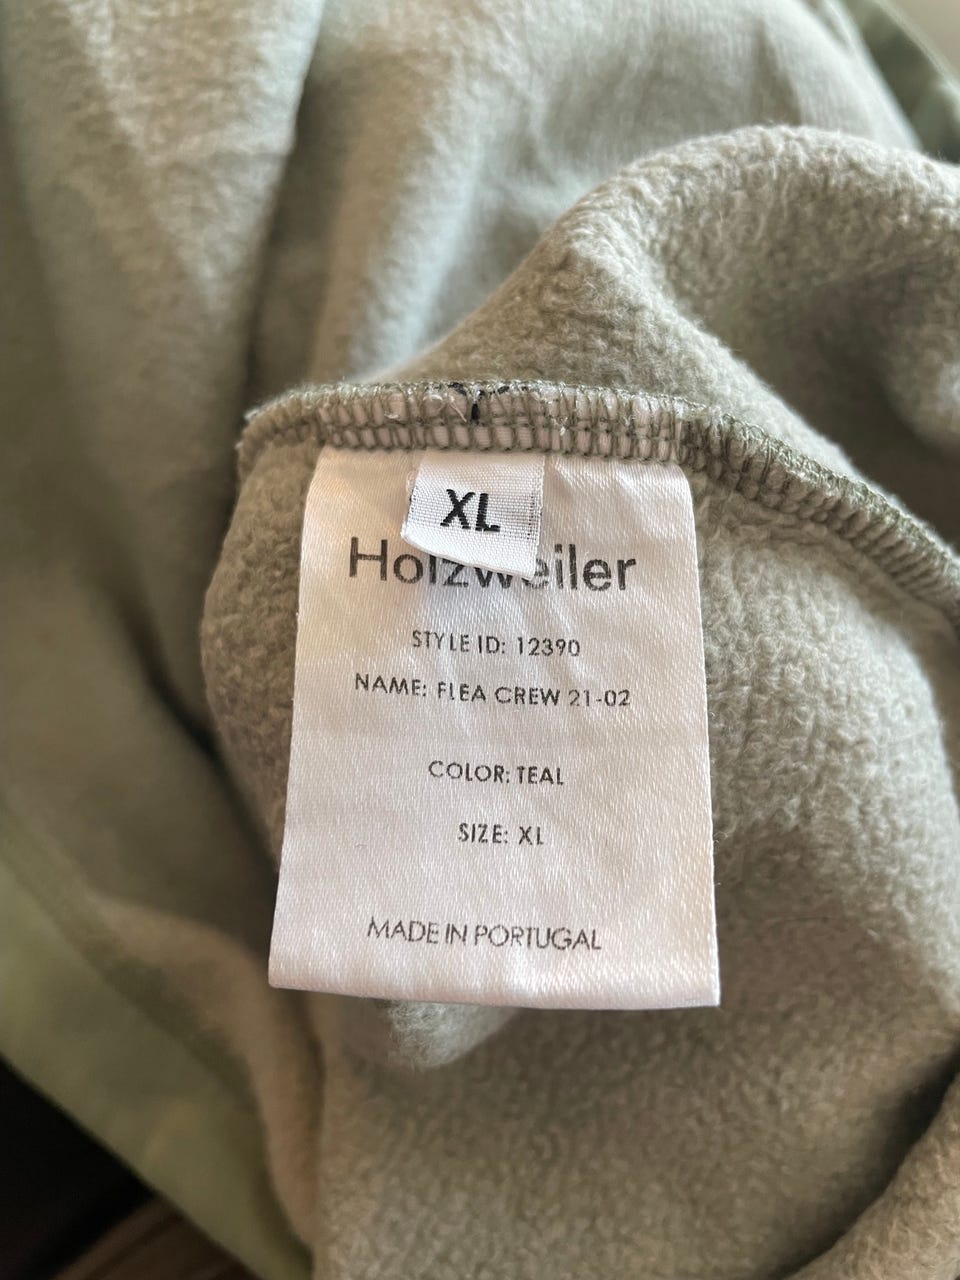 XL
Holzweiler
STYLE ID: 12390
NAME: FLEA CREW 21-02
COLOR: TEAL
SIZE: XL
MADE IN PORTUGAL